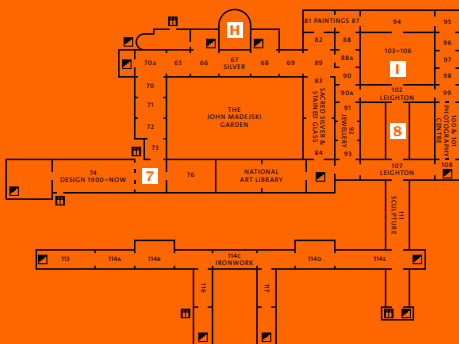 81 PAINTINGS 87
94
95
H
82
88
103–106
96
70a
65
66
67
SILVER
68
69
89
88A
97
I
70
83
90
98
71
SACRED SILVER &
STAINED GLASS
90A
102
LEIGHTON
99
THE
JOHN MADEJSKI
GARDEN
91
JEWELLERY
92
100 & 101
PHOTOGRAPHY
CENTRE
72
8
73
84
93
74
DESIGN 1900–NOW
7
76
NATIONAL
ART LIBRARY
107
LEIGHTON
108
111
SCULPTURE
113
114A
114B
114C
IRONWORK
114D
114E
116
117